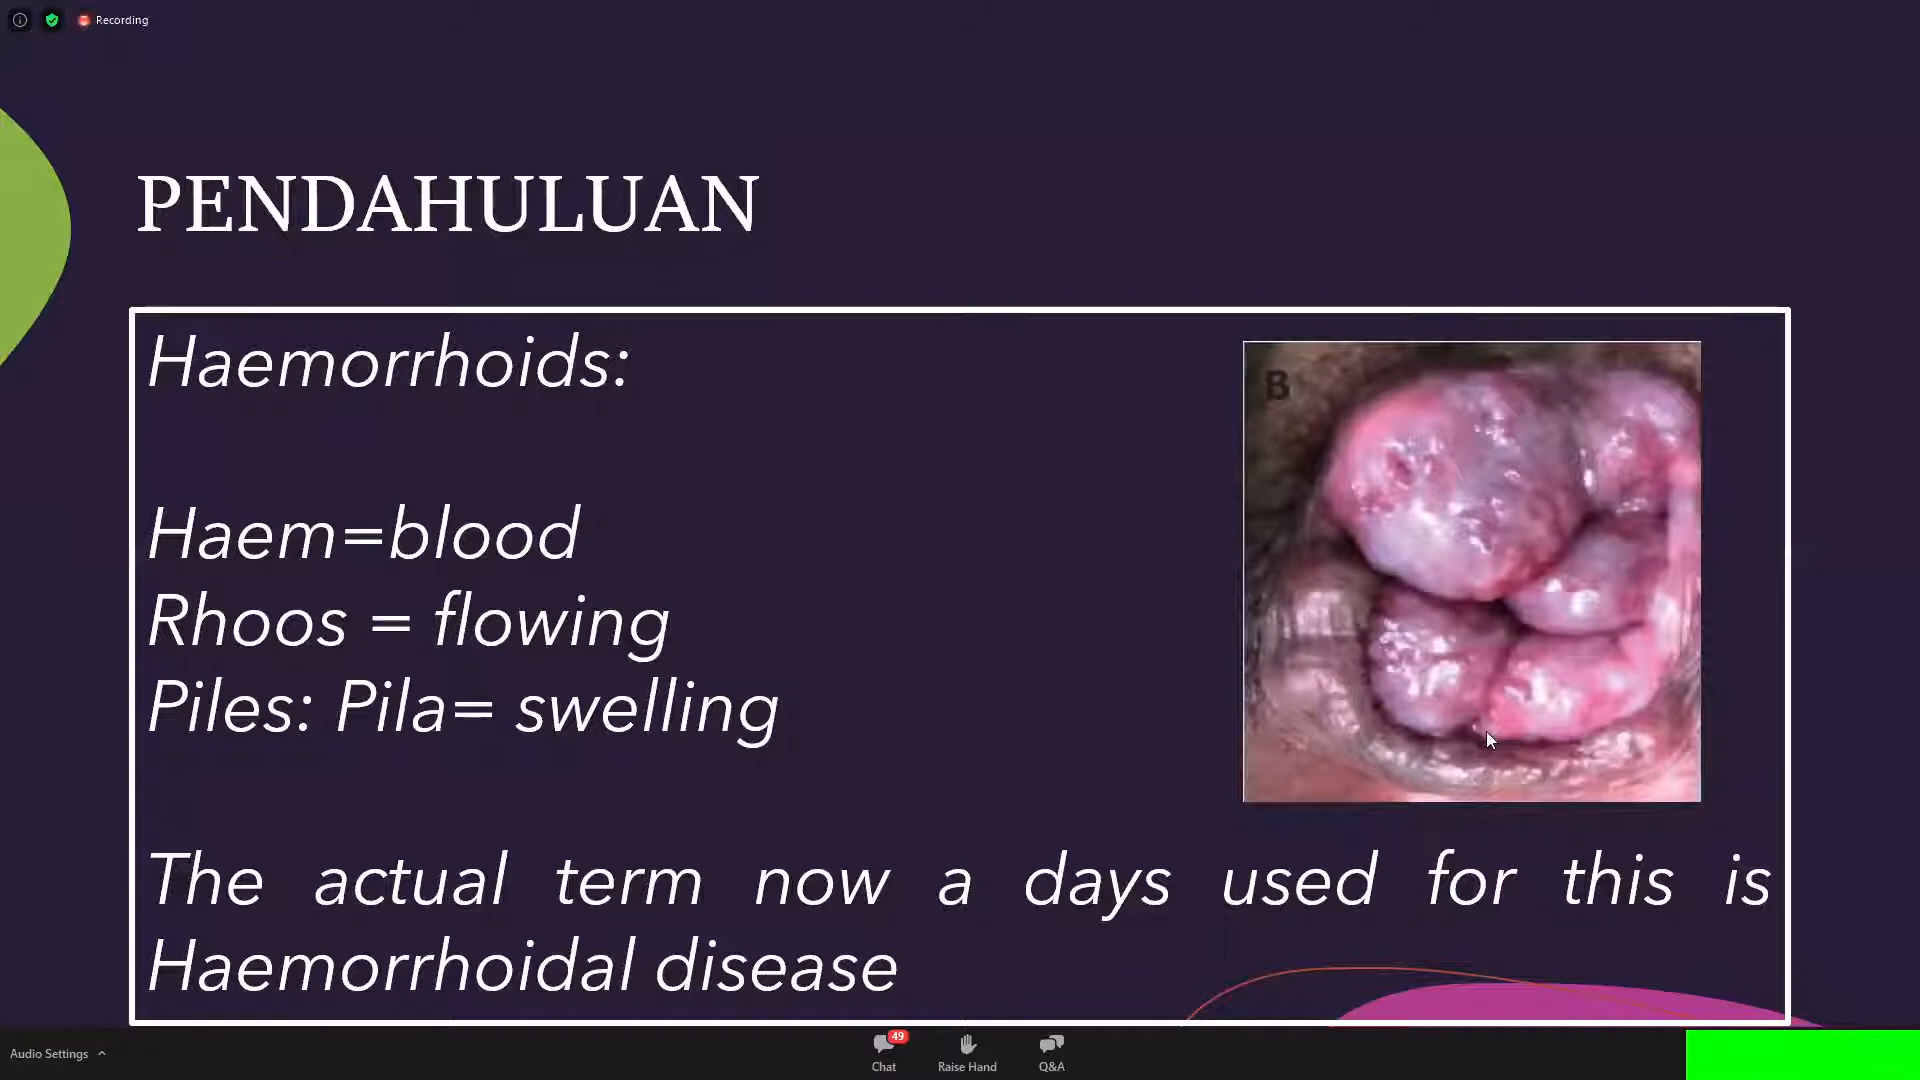 Recording
PENDAHULUAN
Haemorrhoids:
B
Haem=blood
Rhoos = flowing
Piles: Pila= swelling
The actual term now a days used for this is
Haemorrhoidal disease
Audio Settings
49
Chat
Raise Hand
Q&A